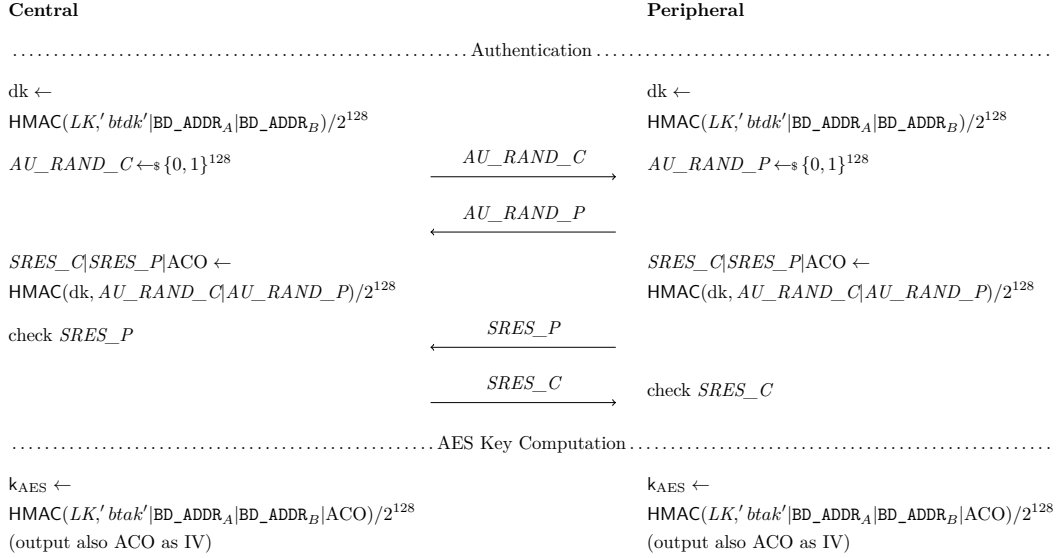 Central Peripheral
Authentication
dk ← dk ←
HMAC(LK,′ btdk′|BD_ADDR_A|BD_ADDR_B)/2^128 HMAC(LK,′ btdk′|BD_ADDR_A|BD_ADDR_B)/2^128
AU_RAND_C ←$ {0, 1}^128 AU_RAND_C AU_RAND_P ←$ {0, 1}^128
AU_RAND_P
SRES_C|SRES_P|ACO ← SRES_C|SRES_P|ACO ←
HMAC(dk, AU_RAND_C|AU_RAND_P)/2^128 HMAC(dk, AU_RAND_C|AU_RAND_P)/2^128
check SRES_P SRES_P
SRES_C check SRES_C
AES Key Computation
k_AES ← k_AES ←
HMAC(LK,′ btak′|BD_ADDR_A|BD_ADDR_B|ACO)/2^128 HMAC(LK,′ btak′|BD_ADDR_A|BD_ADDR_B|ACO)/2^128
(output also ACO as IV) (output also ACO as IV)